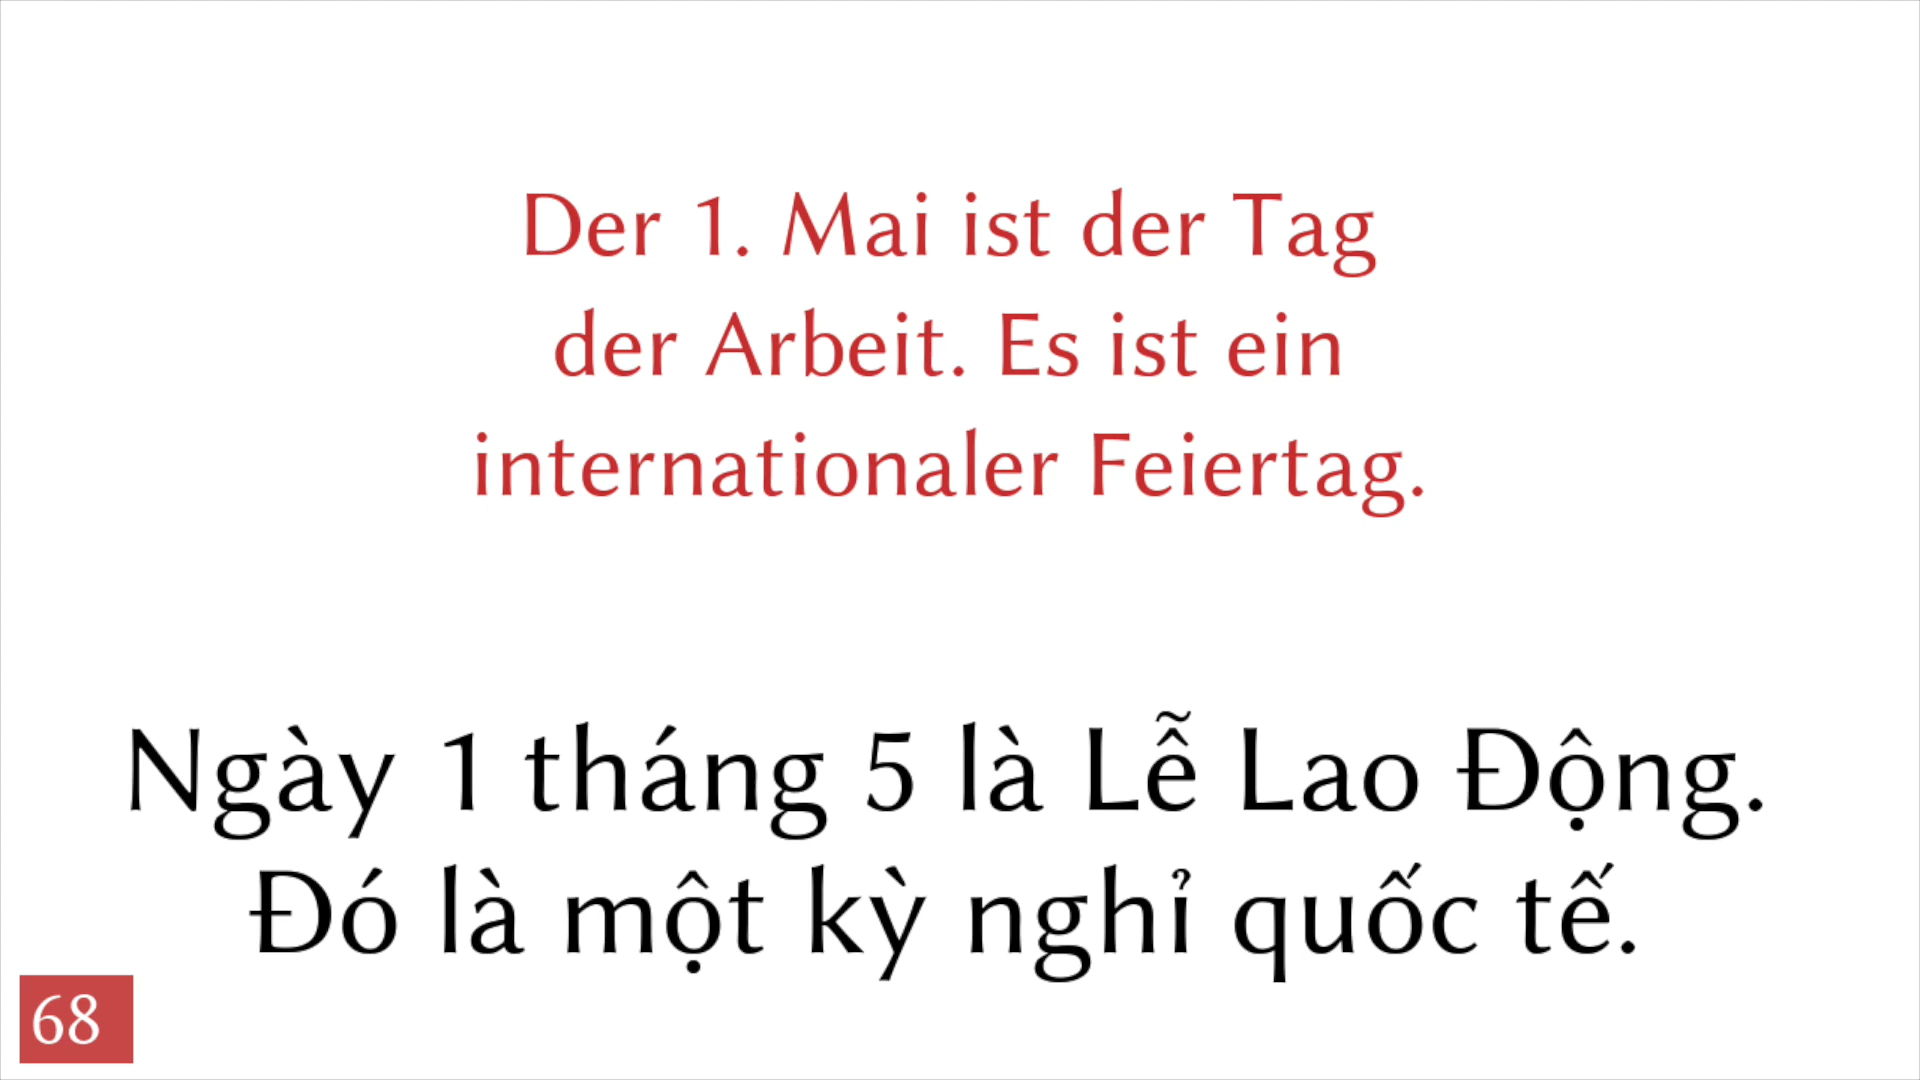 Der 1. Mai ist der Tag
der Arbeit. Es ist ein
internationaler Feiertag.
Ngày 1 tháng 5 là Lễ Lao Động.
Đó là một kỳ nghỉ quốc tế.
68